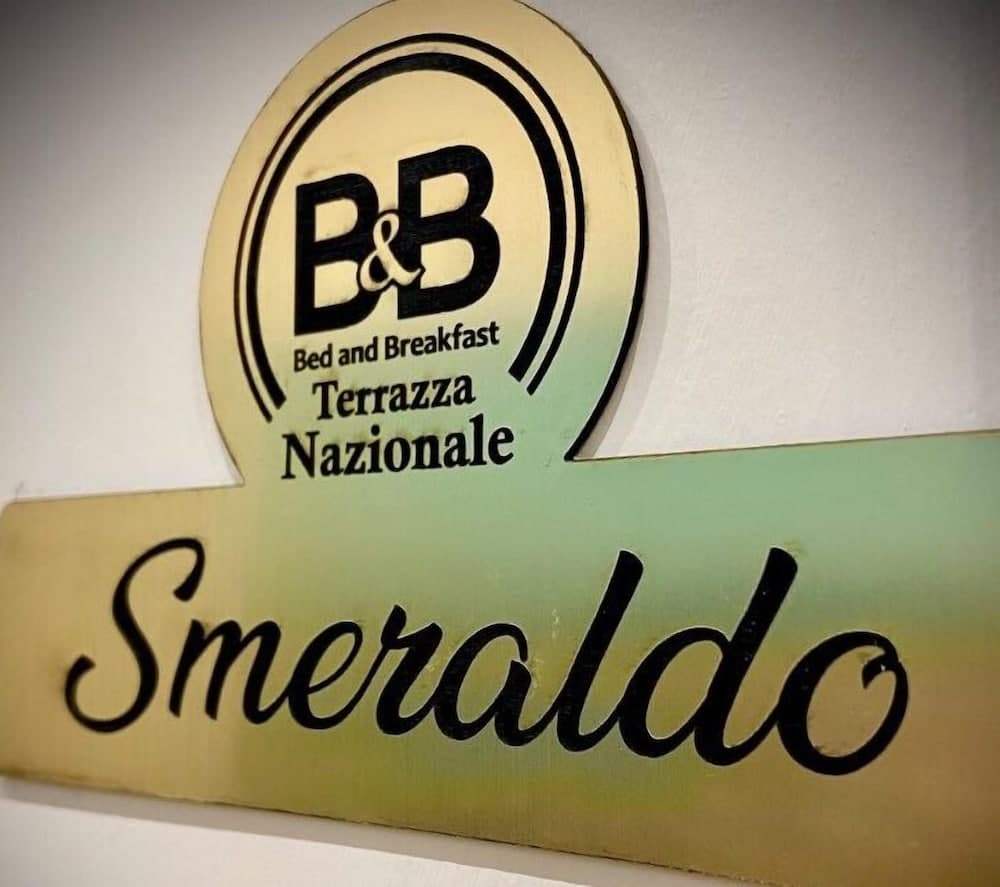 B&B
Bed and Breakfast
Terrazza
Nazionale
Smeraldo